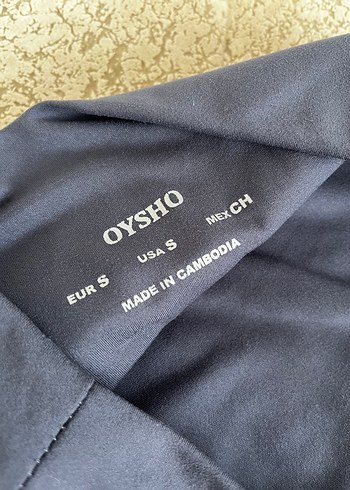 OYSHO
EUR S USA S MEX CH
MADE IN CAMBODIA